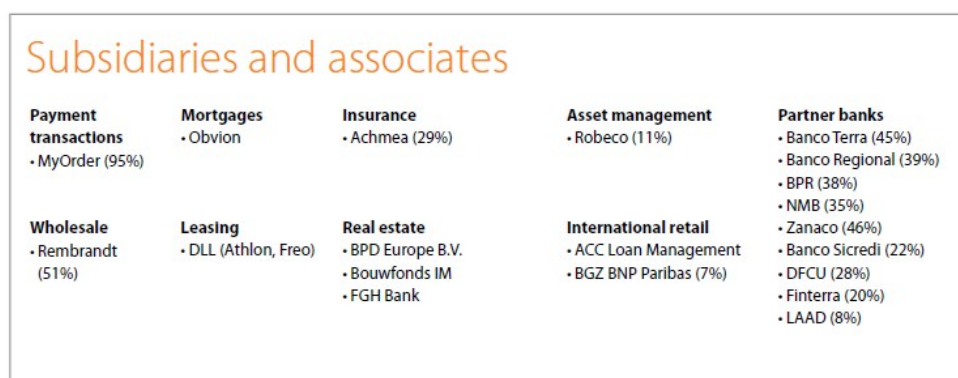 Subsidiaries and associates
Payment
transactions
• MyOrder (95%)
Mortgages
• Obvion
Insurance
• Achmea (29%)
Asset management
• Robeco (11%)
Partner banks
• Banco Terra (45%)
• Banco Regional (39%)
• BPR (38%)
• NMB (35%)
• Zanaco (46%)
• Banco Sicredi (22%)
• DFCU (28%)
• Finterra (20%)
• LAAD (8%)
Wholesale
• Rembrandt
(51%)
Leasing
• DLL (Athlon, Freo)
Real estate
• BPD Europe B.V.
• Bouwfonds IM
• FGH Bank
International retail
• ACC Loan Management
• BGZ BNP Paribas (7%)